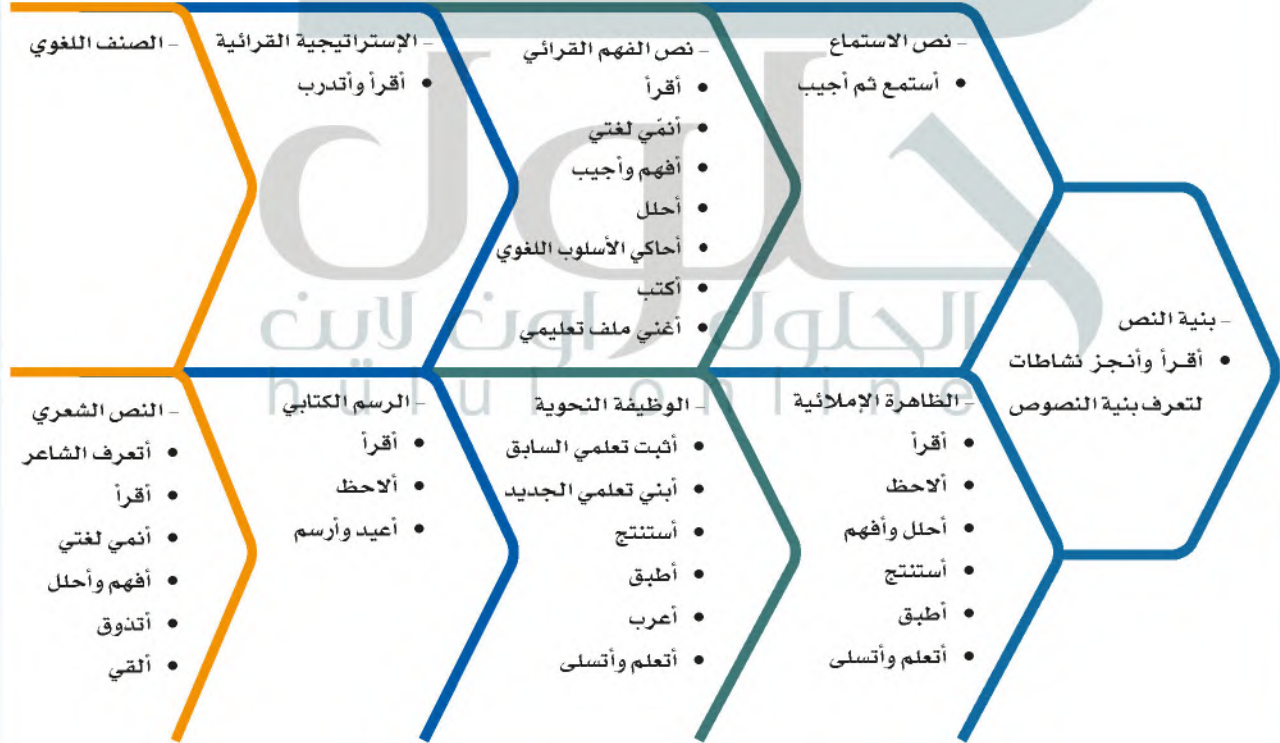 - بنية النص
• أقرأ وأنجز نشاطات
لتعرف بنية النصوص
- نص الاستماع
• أستمع ثم أجيب
- نص الفهم القرائي
• أقرأ
• أنمّي لغتي
• أفهم وأجيب
• أحلل
• أحاكي الأسلوب اللغوي
• أكتب
• أغني ملف تعليمي
- الإستراتيجية القرائية
• أقرأ وأتدرب
- الصنف اللغوي
- الظاهرة الإملائية
• أقرأ
• ألاحظ
• أحلل وأفهم
• أستنتج
• أطبق
• أتعلم وأتسلى
- الوظيفة النحوية
• أثبت تعلمي السابق
• أبني تعلمي الجديد
• أستنتج
• أطبق
• أعرب
• أتعلم وأتسلى
- الرسم الكتابي
• أقرأ
• ألاحظ
• أعيد وأرسم
- النص الشعري
• أتعرف الشاعر
• أقرأ
• أنمي لغتي
• أفهم وأحلل
• أتذوق
• ألقي
حلول
الحلول اون لاين
hulul online